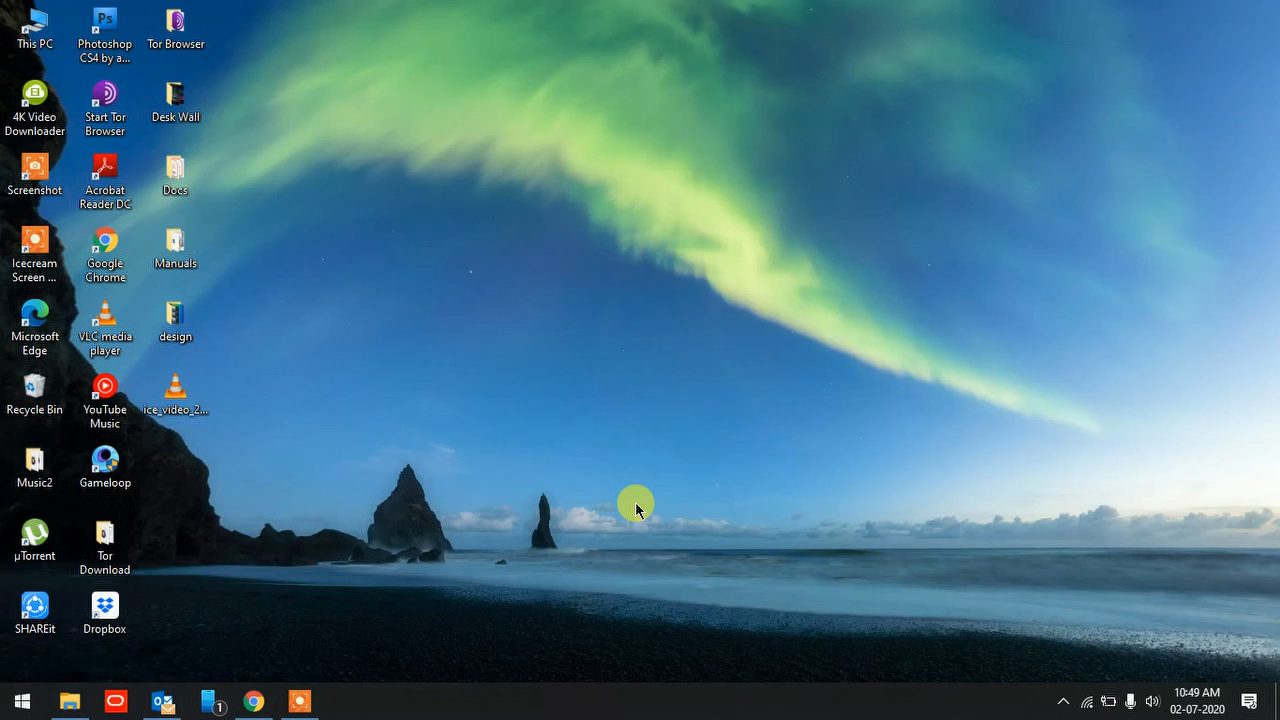 This PC
Photoshop
CS4 by a...
Tor Browser
4K Video
Downloader
Start Tor
Browser
Desk Wall
Screenshot
Acrobat
Reader DC
Docs
Icecream
Screen ...
Google
Chrome
Manuals
Microsoft
Edge
VLC media
player
design
Recycle Bin
YouTube
Music
ice_video_2...
Music2
Gameloop
µTorrent
Tor
Download
SHAREit
Dropbox
Ps
1
10:49 AM
02-07-2020